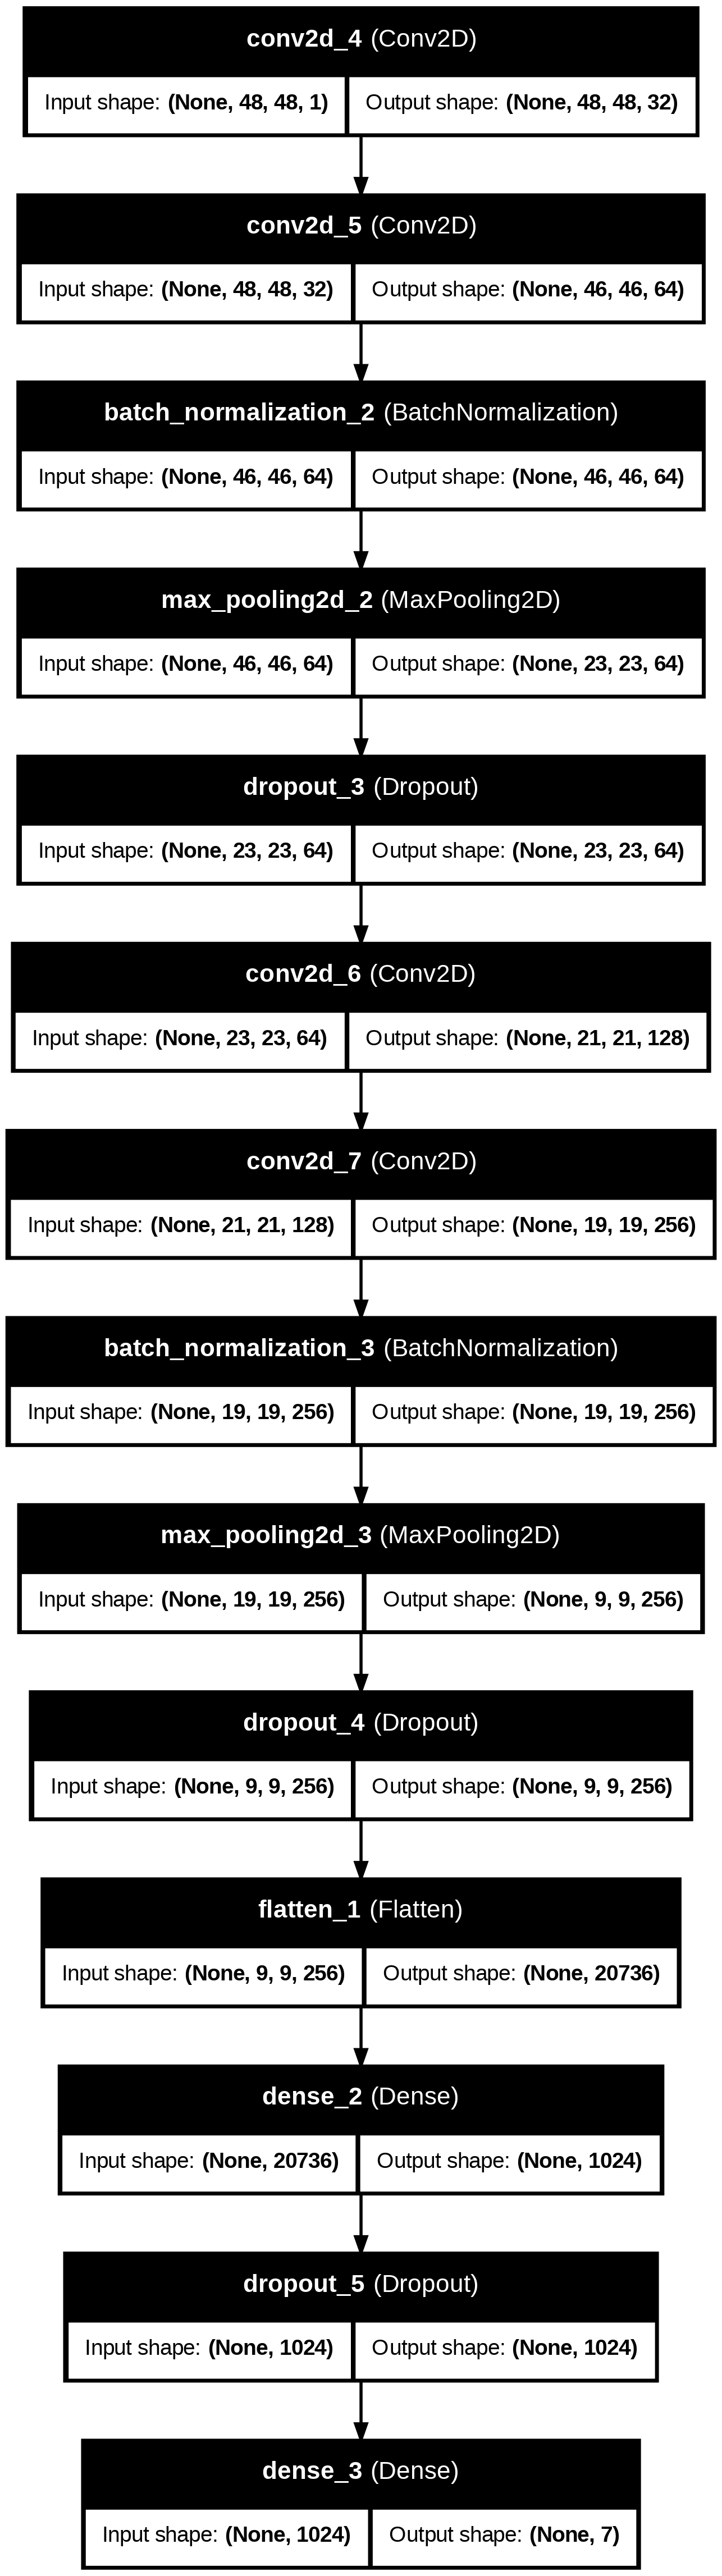 conv2d_4 (Conv2D)
Input shape: (None, 48, 48, 1) Output shape: (None, 48, 48, 32)
conv2d_5 (Conv2D)
Input shape: (None, 48, 48, 32) Output shape: (None, 46, 46, 64)
batch_normalization_2 (BatchNormalization)
Input shape: (None, 46, 46, 64) Output shape: (None, 46, 46, 64)
max_pooling2d_2 (MaxPooling2D)
Input shape: (None, 46, 46, 64) Output shape: (None, 23, 23, 64)
dropout_3 (Dropout)
Input shape: (None, 23, 23, 64) Output shape: (None, 23, 23, 64)
conv2d_6 (Conv2D)
Input shape: (None, 23, 23, 64) Output shape: (None, 21, 21, 128)
conv2d_7 (Conv2D)
Input shape: (None, 21, 21, 128) Output shape: (None, 19, 19, 256)
batch_normalization_3 (BatchNormalization)
Input shape: (None, 19, 19, 256) Output shape: (None, 19, 19, 256)
max_pooling2d_3 (MaxPooling2D)
Input shape: (None, 19, 19, 256) Output shape: (None, 9, 9, 256)
dropout_4 (Dropout)
Input shape: (None, 9, 9, 256) Output shape: (None, 9, 9, 256)
flatten_1 (Flatten)
Input shape: (None, 9, 9, 256) Output shape: (None, 20736)
dense_2 (Dense)
Input shape: (None, 20736) Output shape: (None, 1024)
dropout_5 (Dropout)
Input shape: (None, 1024) Output shape: (None, 1024)
dense_3 (Dense)
Input shape: (None, 1024) Output shape: (None, 7)